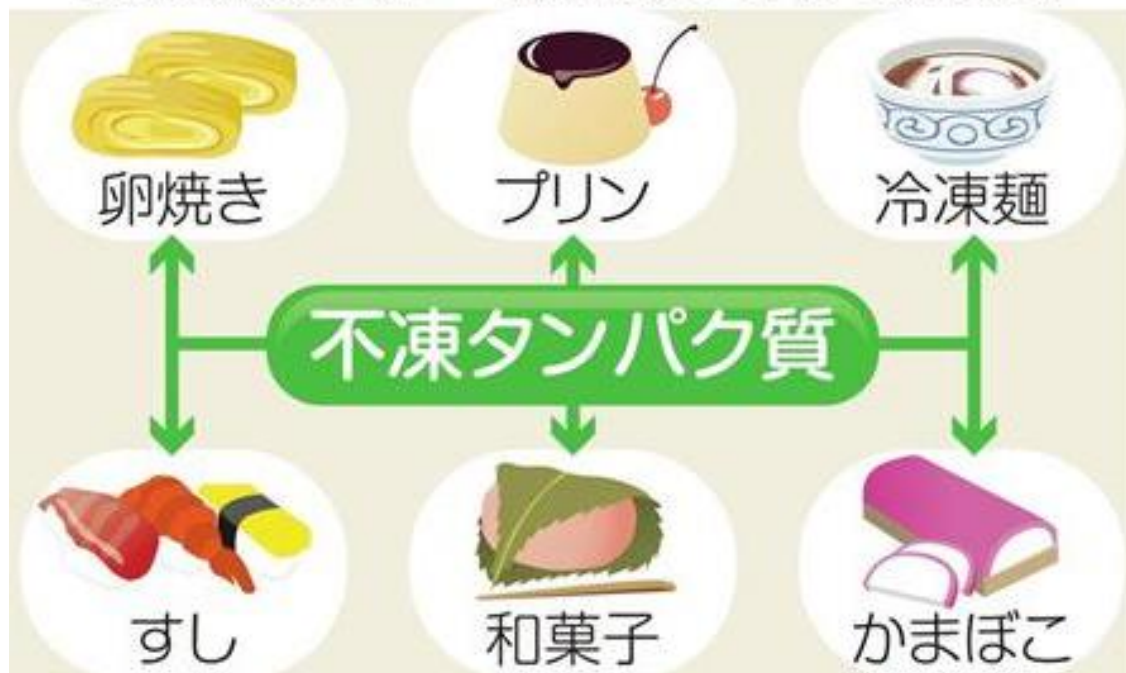 卵焼き
プリン
冷凍麺
不凍タンパク質
すし
和菓子
かまぼこ